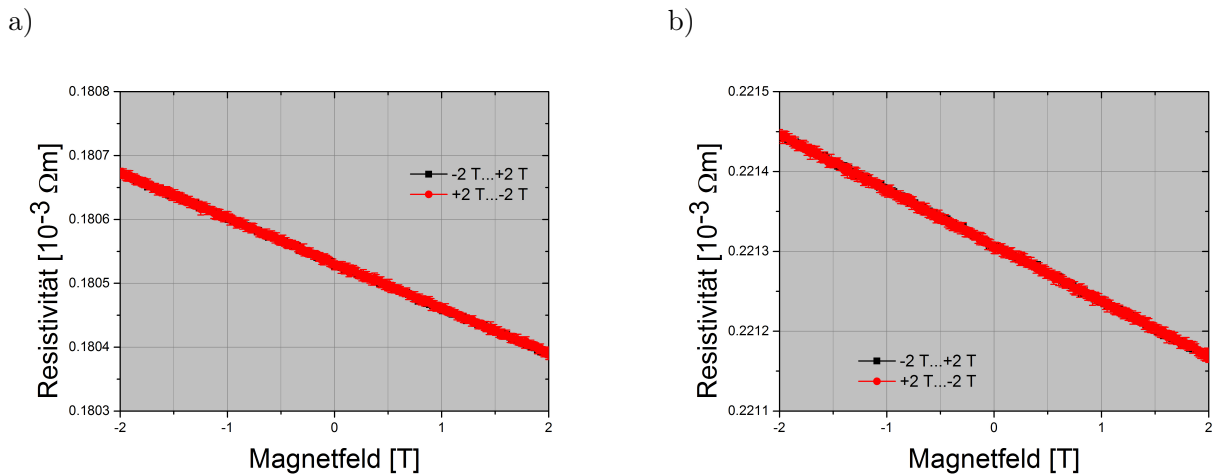 a)
0.1808
0.1807
0.1806
0.1805
0.1804
0.1803
-2
-1
0
1
2
Resistivität [10-3 Ωm]
Magnetfeld [T]
-2 T...+2 T
+2 T...-2 T
b)
0.2215
0.2214
0.2213
0.2212
0.2211
-2
-1
0
1
2
Resistivität [10-3 Ωm]
Magnetfeld [T]
-2 T...+2 T
+2 T...-2 T